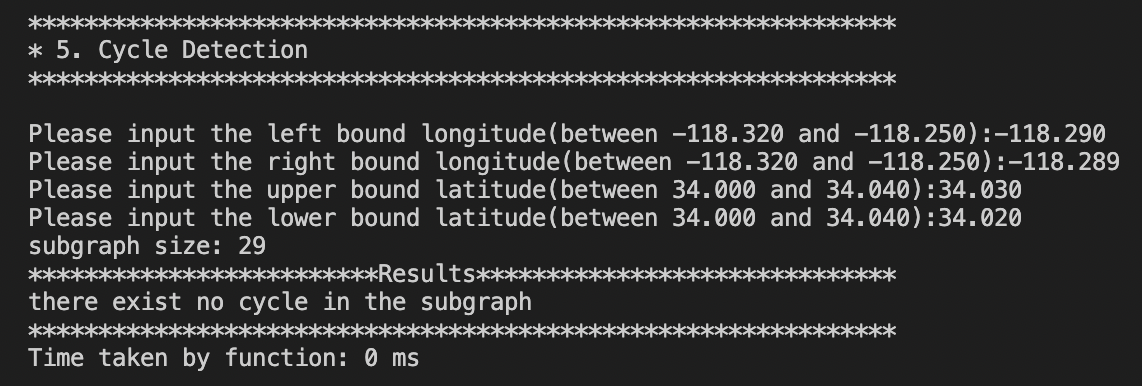 **************************************************************
* 5. Cycle Detection
**************************************************************
Please input the left bound longitude(between -118.320 and -118.250):-118.290
Please input the right bound longitude(between -118.320 and -118.250):-118.289
Please input the upper bound latitude(between 34.000 and 34.040):34.030
Please input the lower bound latitude(between 34.000 and 34.040):34.020
subgraph size: 29
*************************Results******************************
there exist no cycle in the subgraph
**************************************************************
Time taken by function: 0 ms